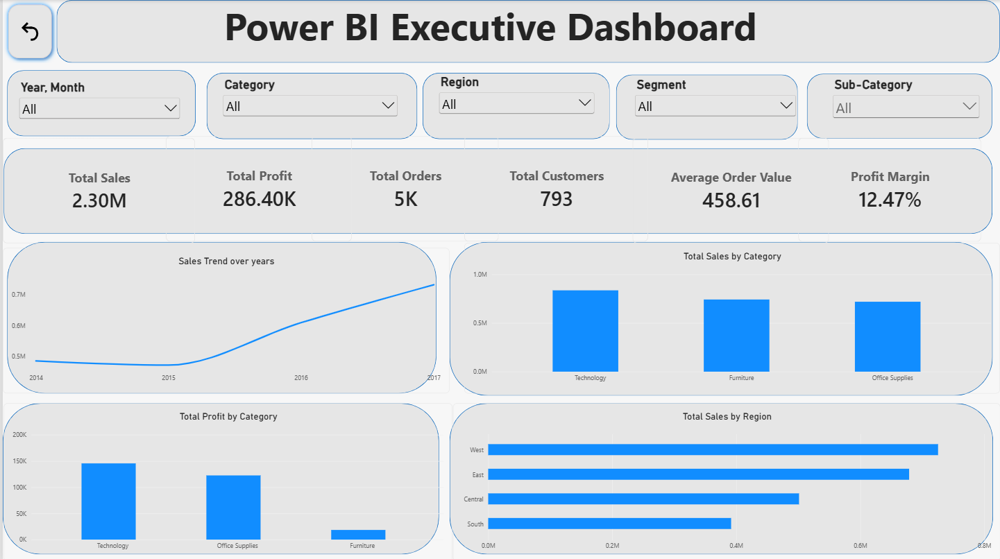 Power BI Executive Dashboard
Year, Month
All
Category
All
Region
All
Segment
All
Sub-Category
All
Total Sales
2.30M
Total Profit
286.40K
Total Orders
5K
Total Customers
793
Average Order Value
458.61
Profit Margin
12.47%
Sales Trend over years
0.7M
0.6M
0.5M
2014
2015
2016
2017
Total Sales by Category
1.0M
0.5M
0.0M
Technology
Furniture
Office Supplies
Total Profit by Category
200K
150K
100K
50K
0K
Technology
Office Supplies
Furniture
Total Sales by Region
West
East
Central
South
0.0M
0.2M
0.4M
0.6M
0.8M